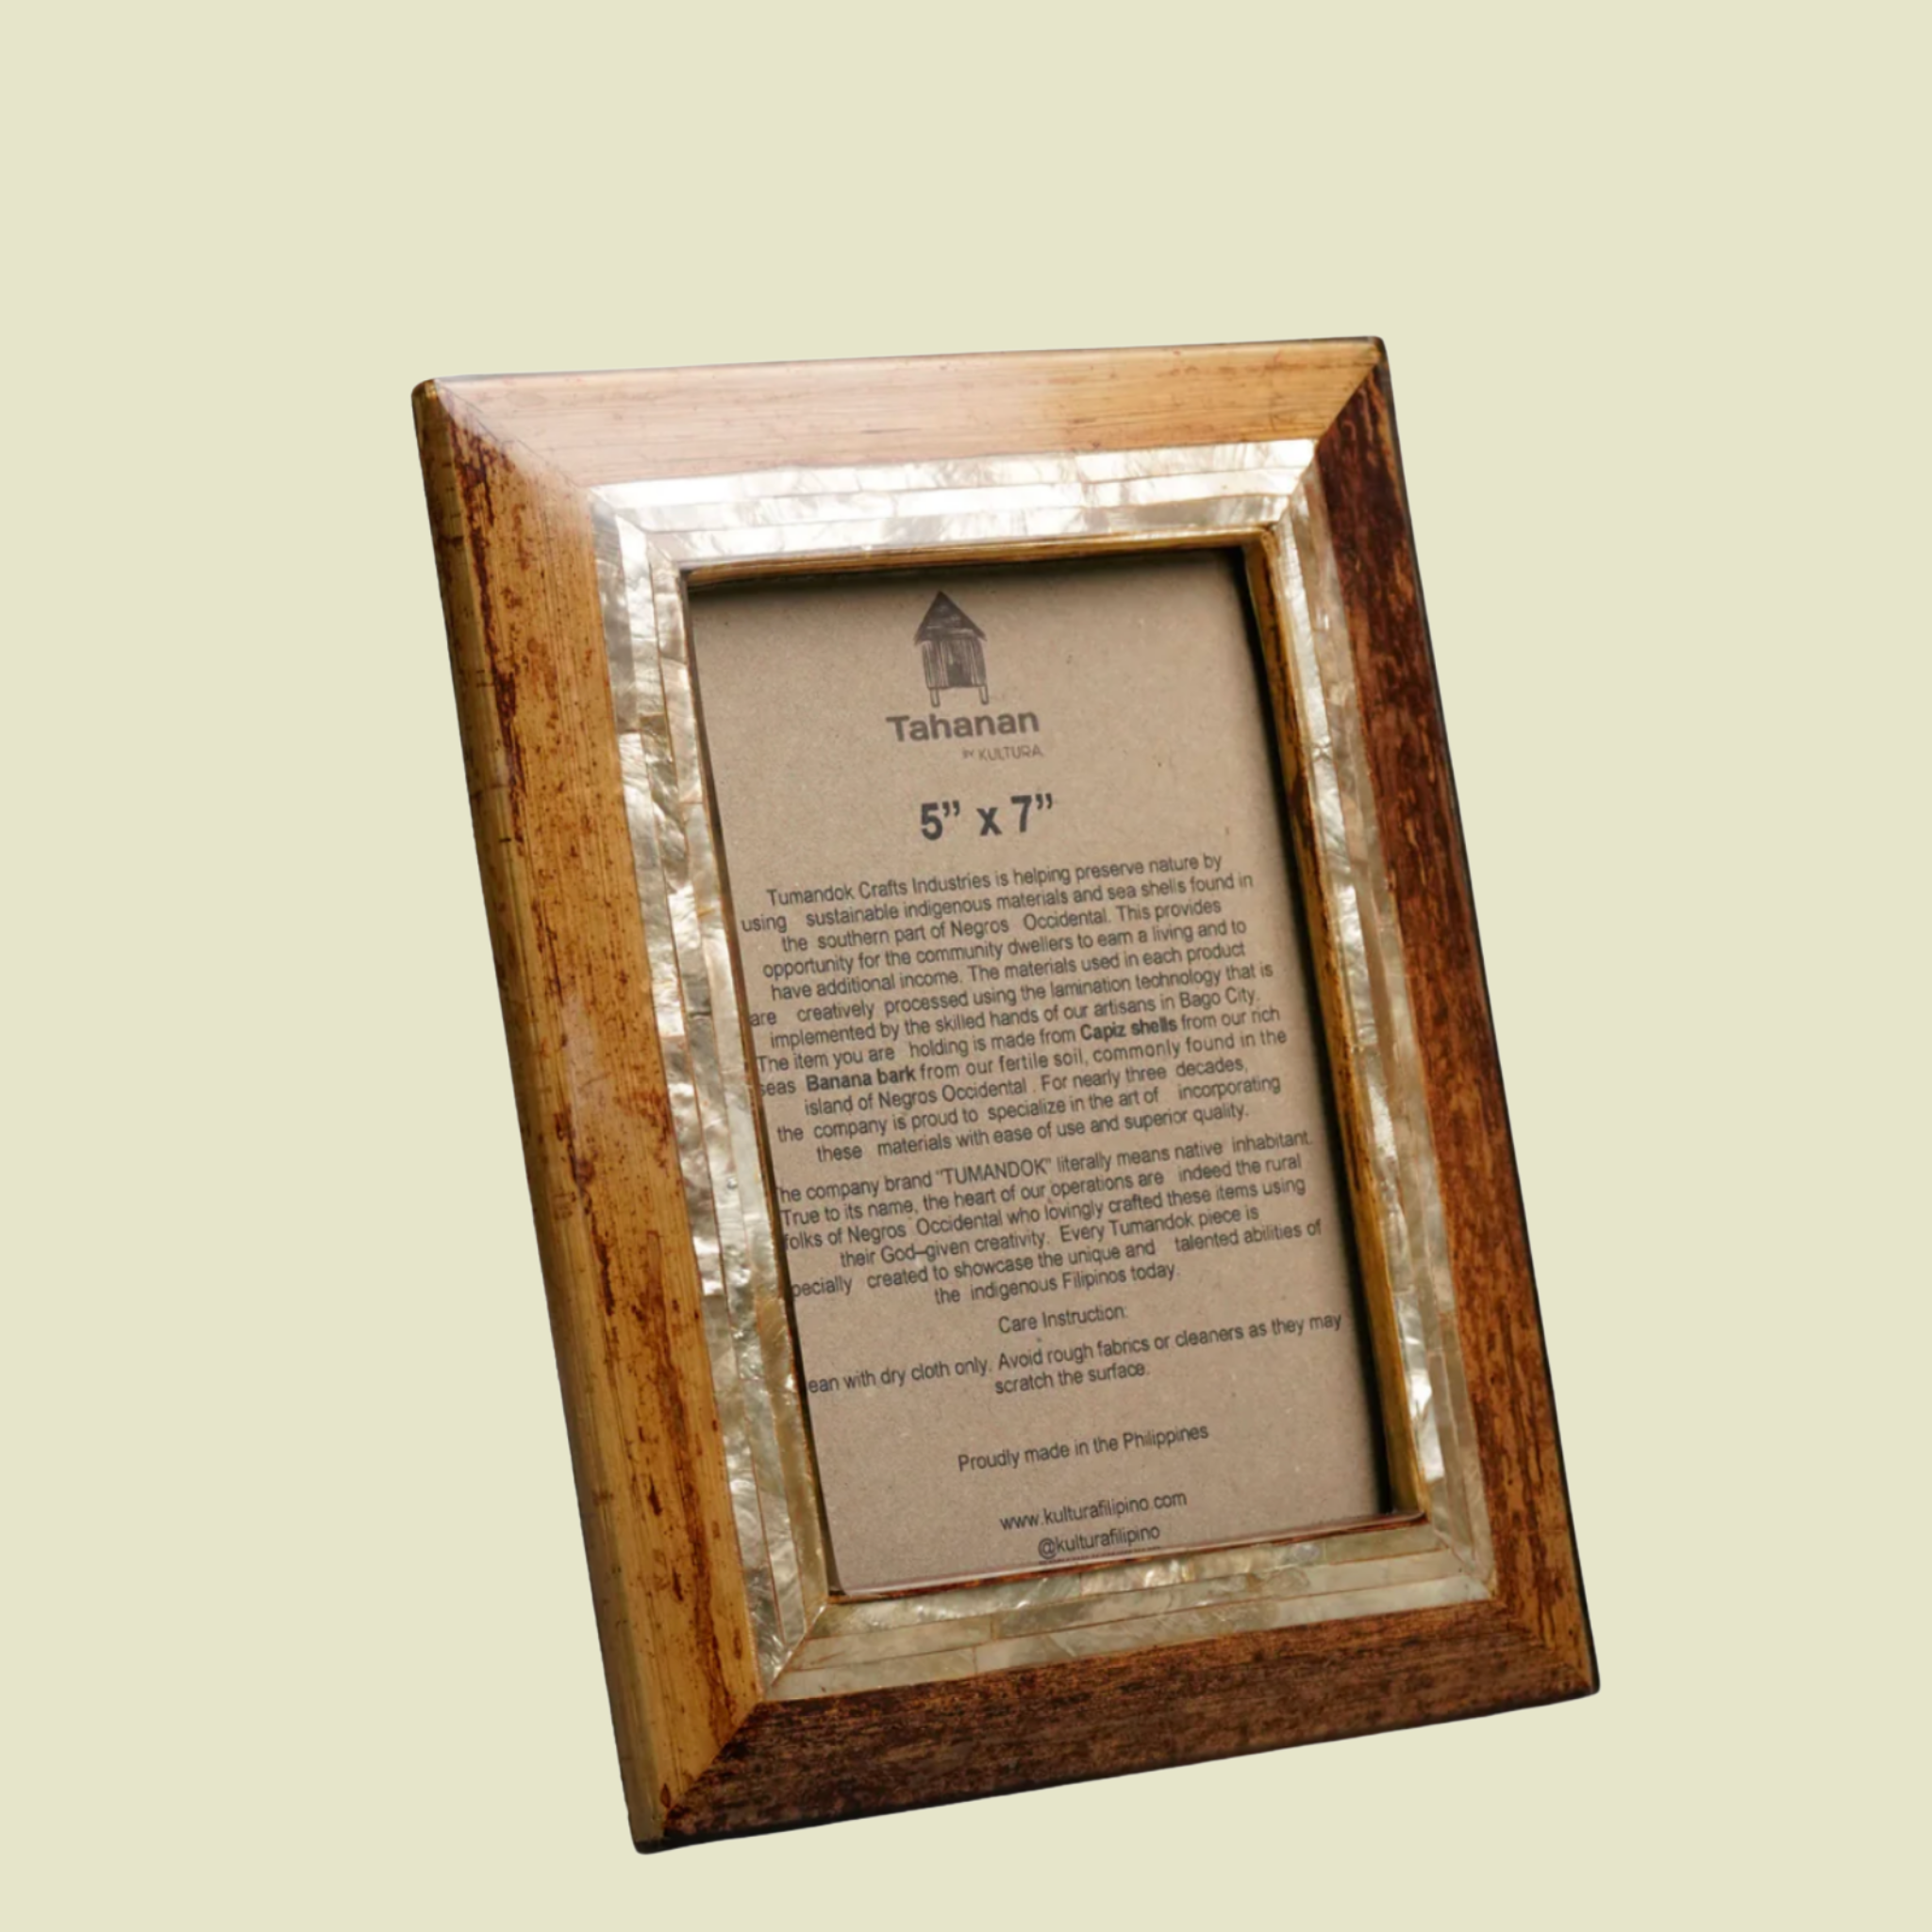 Tahanan
BY KULTURA
5” x 7”
Tumandok Crafts Industries is helping preserve nature by
using sustainable indigenous materials and sea shells found in
the southern part of Negros Occidental. This provides
opportunity for the community dwellers to earn a living and to
have additional income. The materials used in each product
are creatively processed using the lamination technology that is
implemented by the skilled hands of our artisans in Bago City.
The item you are holding is made from Capiz shells from our rich
seas Banana bark from our fertile soil, commonly found in the
island of Negros Occidental . For nearly three decades,
the company is proud to specialize in the art of incorporating
these materials with ease of use and superior quality.
he company brand “TUMANDOK” literally means native inhabitant.
True to its name, the heart of our operations are indeed the rural
folks of Negros Occidental who lovingly crafted these items using
their God–given creativity. Every Tumandok piece is
pecially created to showcase the unique and talented abilities of
the indigenous Filipinos today.
Care Instruction:
ean with dry cloth only. Avoid rough fabrics or cleaners as they may
scratch the surface.
Proudly made in the Philippines
www.kulturafilipino.com
@kulturafilipino